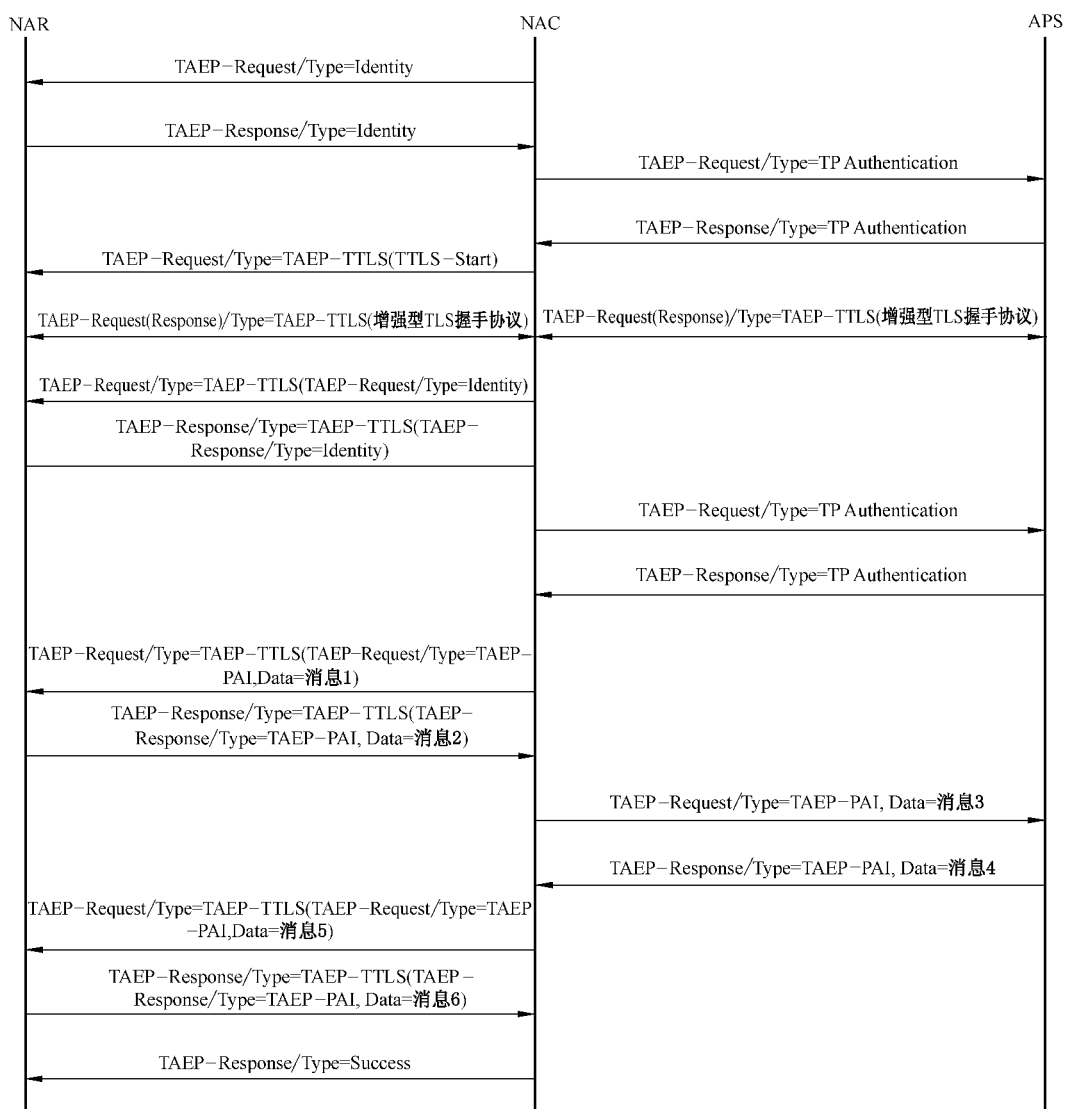 NAR
NAC
APS
TAEP-Request/Type=Identity
TAEP-Response/Type=Identity
TAEP-Request/Type=TP Authentication
TAEP-Response/Type=TP Authentication
TAEP-Request/Type=TAEP-TTLS(TTLS-Start)
TAEP-Request(Response)/Type=TAEP-TTLS(增强型TLS握手协议)
TAEP-Request(Response)/Type=TAEP-TTLS(增强型TLS握手协议)
TAEP-Request/Type=TAEP-TTLS(TAEP-Request/Type=Identity)
TAEP-Response/Type=TAEP-TTLS(TAEP-
Response/Type=Identity)
TAEP-Request/Type=TP Authentication
TAEP-Response/Type=TP Authentication
TAEP-Request/Type=TAEP-TTLS(TAEP-Request/Type=TAEP-
PAI,Data=消息1)
TAEP-Response/Type=TAEP-TTLS(TAEP-
Response/Type=TAEP-PAI, Data=消息2)
TAEP-Request/Type=TAEP-PAI, Data=消息3
TAEP-Response/Type=TAEP-PAI, Data=消息4
TAEP-Request/Type=TAEP-TTLS(TAEP-Request/Type=TAEP
-PAI,Data=消息5)
TAEP-Response/Type=TAEP-TTLS(TAEP-
Response/Type=TAEP-PAI, Data=消息6)
TAEP-Response/Type=Success